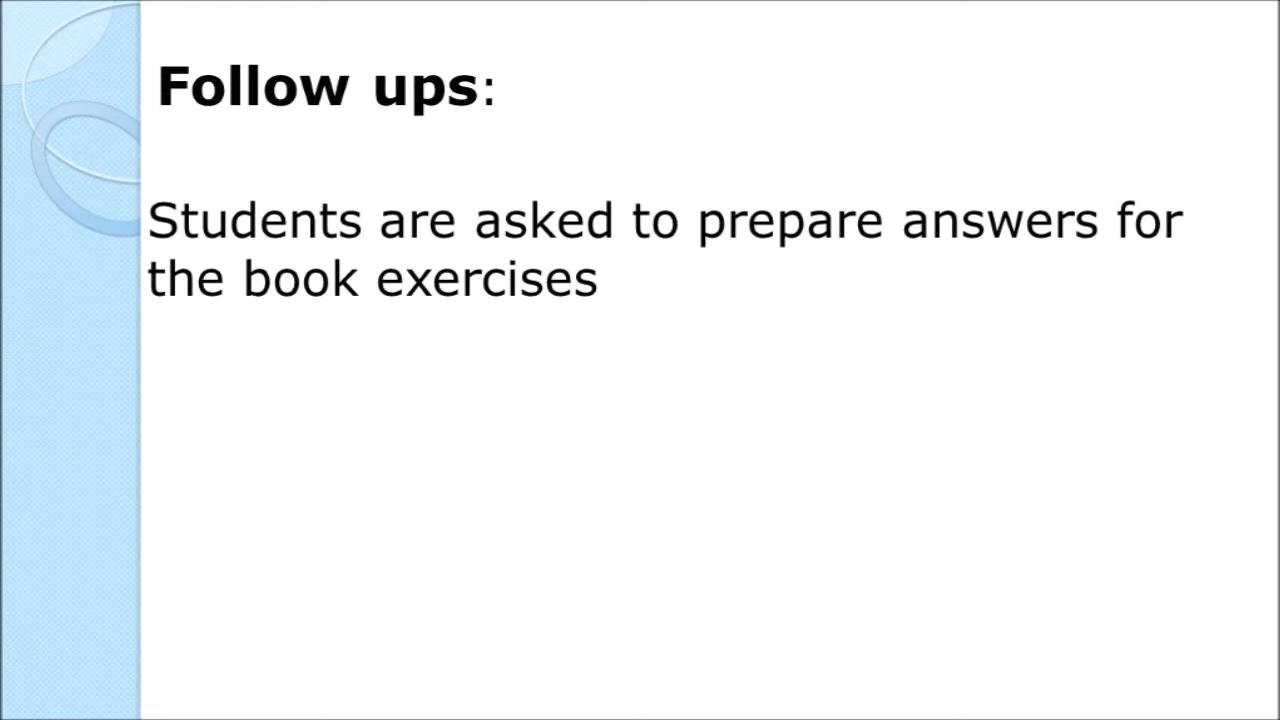 Follow ups:
Students are asked to prepare answers for
the book exercises